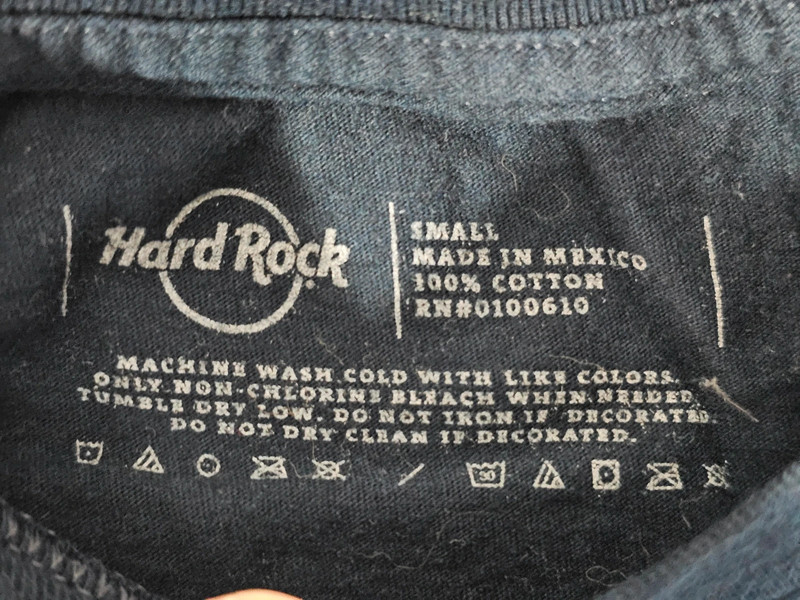 Hard Rock
SMALL
MADE IN MEXICO
100% COTTON
RN#0100610
MACHINE WASH COLD WITH LIKE COLORS.
ONLY NON-CHLORINE BLEACH WHEN NEEDED.
TUMBLE DRY LOW. DO NOT IRON IF DECORATED.
DO NOT DRY CLEAN IF DECORATED.
30